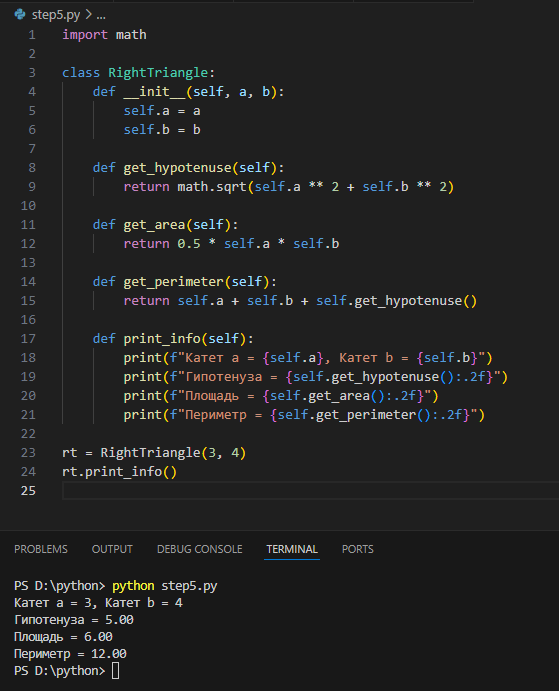 step5.py > ...
1 import math
2
3 class RightTriangle:
4     def __init__(self, a, b):
5         self.a = a
6         self.b = b
7
8     def get_hypotenuse(self):
9         return math.sqrt(self.a ** 2 + self.b ** 2)
10
11     def get_area(self):
12         return 0.5 * self.a * self.b
13
14     def get_perimeter(self):
15         return self.a + self.b + self.get_hypotenuse()
16
17     def print_info(self):
18         print(f"Катет a = {self.a}, Катет b = {self.b}")
19         print(f"Гипотенуза = {self.get_hypotenuse():.2f}")
20         print(f"Площадь = {self.get_area():.2f}")
21         print(f"Периметр = {self.get_perimeter():.2f}")
22
23 rt = RightTriangle(3, 4)
24 rt.print_info()
25
PROBLEMS OUTPUT DEBUG CONSOLE TERMINAL PORTS
PS D:\python> python step5.py
Катет a = 3, Катет b = 4
Гипотенуза = 5.00
Площадь = 6.00
Периметр = 12.00
PS D:\python>